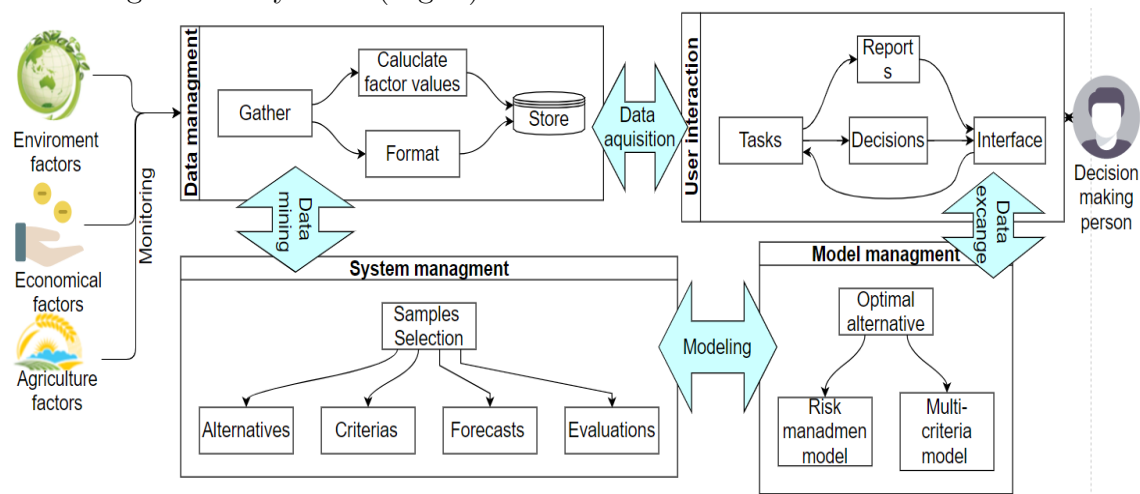 Data managment
Gather
Caluclate
factor values
Format
Store
Data
aquisition
User interaction
Tasks
Report
s
Decisions
Interface
Decision
making
person
Enviroment
factors
Economical
factors
Agriculture
factors
Monitoring
Data
mining
Data
excange
System managment
Samples
Selection
Alternatives
Criterias
Forecasts
Evaluations
Modeling
Model managment
Optimal
alternative
Risk
manadmen
model
Multi-
criteria
model